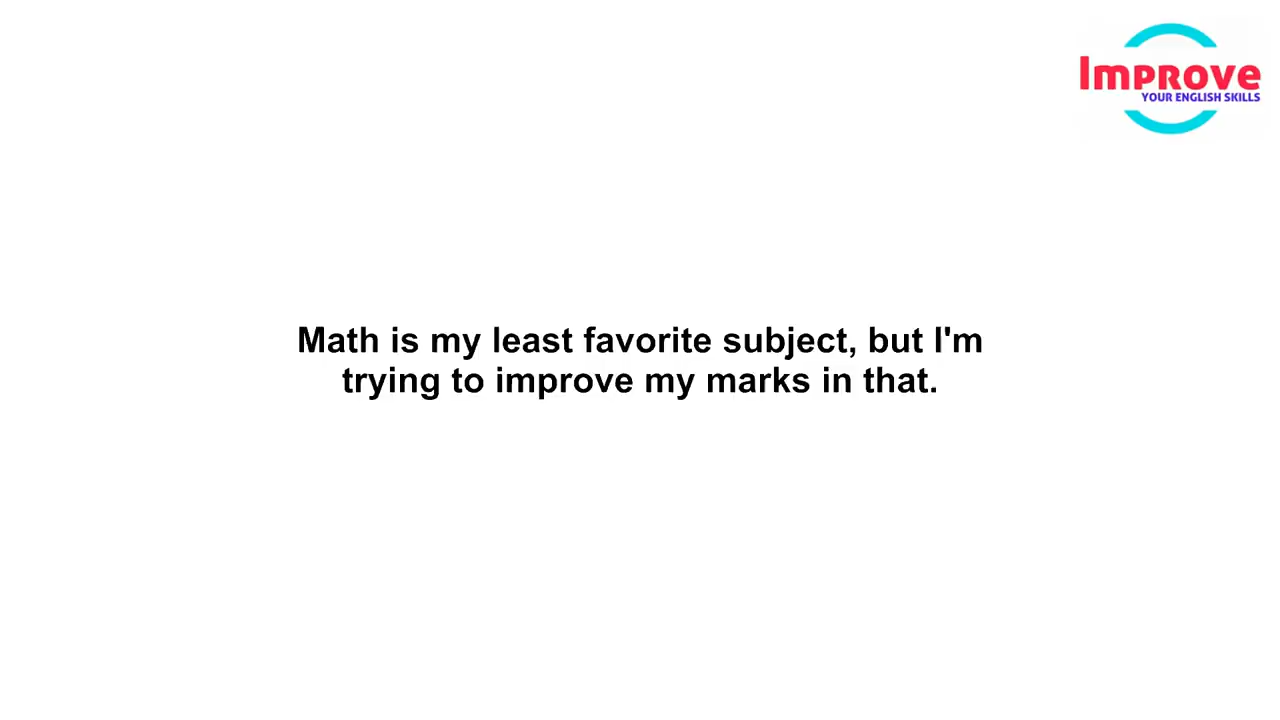 Improve
YOUR ENGLISH SKILLS
Math is my least favorite subject, but I'm
trying to improve my marks in that.